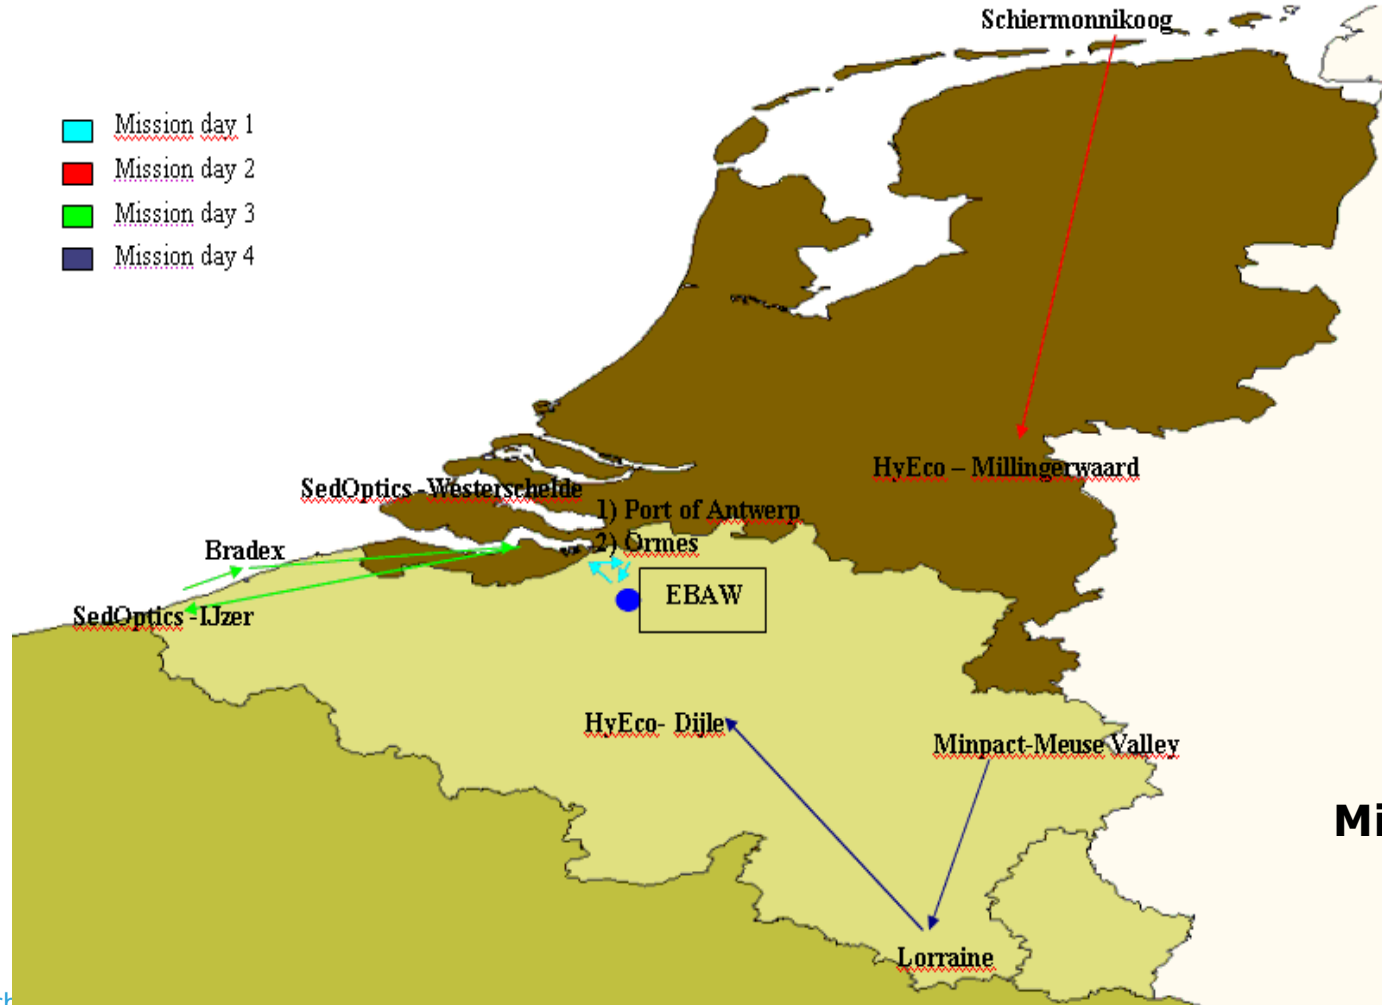 Schiermonnikoog
Mission day 1
Mission day 2
Mission day 3
Mission day 4
HyEco – Millingerwaard
SedOptics -Westerschelde
1) Port of Antwerp
2) Ormes
Bradex
EBAW
SedOptics -IJzer
HyEco- Dijle
Minpact-Meuse Valley
Mi
Lorraine